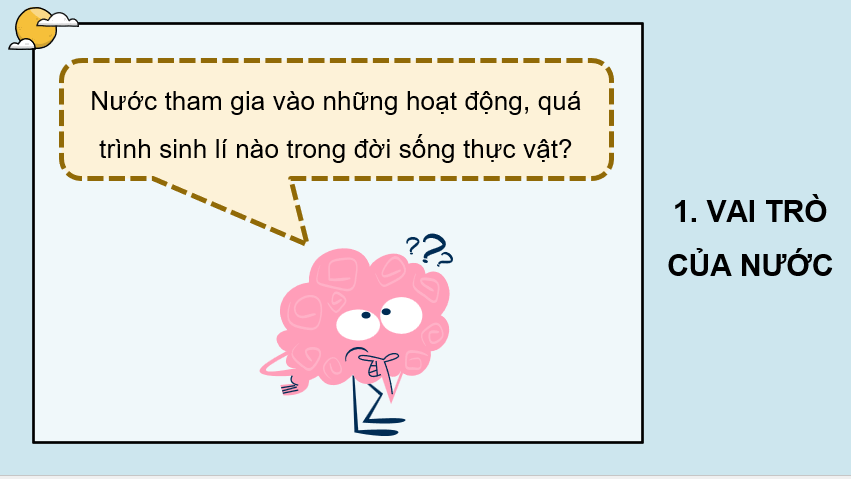 Nước tham gia vào những hoạt động, quá
trình sinh lí nào trong đời sống thực vật?
? ? ?
1. VAI TRÒ
CỦA NƯỚC